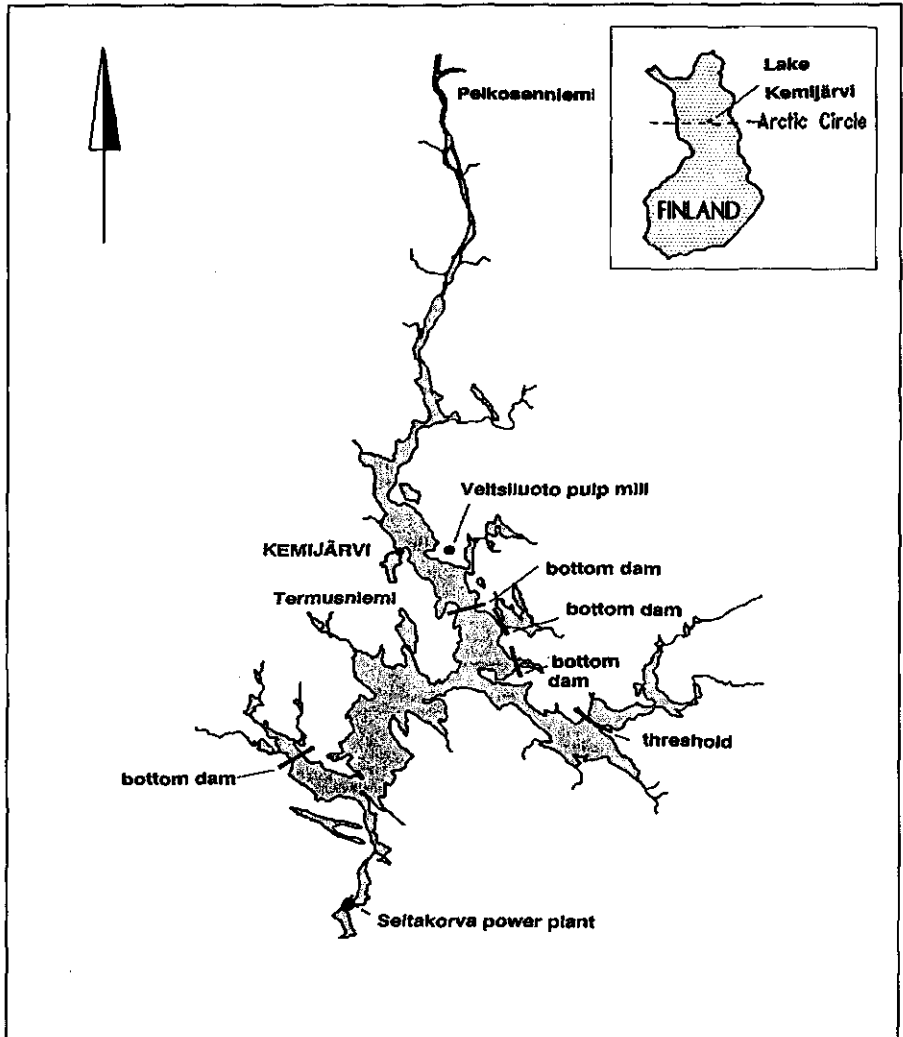 Pelkosenniemi
Lake
Kemijärvi
Arctic Circle
FINLAND
Veitsiluoto pulp mill
KEMIJÄRVI
bottom dam
Termusniemi
bottom dam
bottom
dam
threshold
bottom dam
Seitakorva power plant